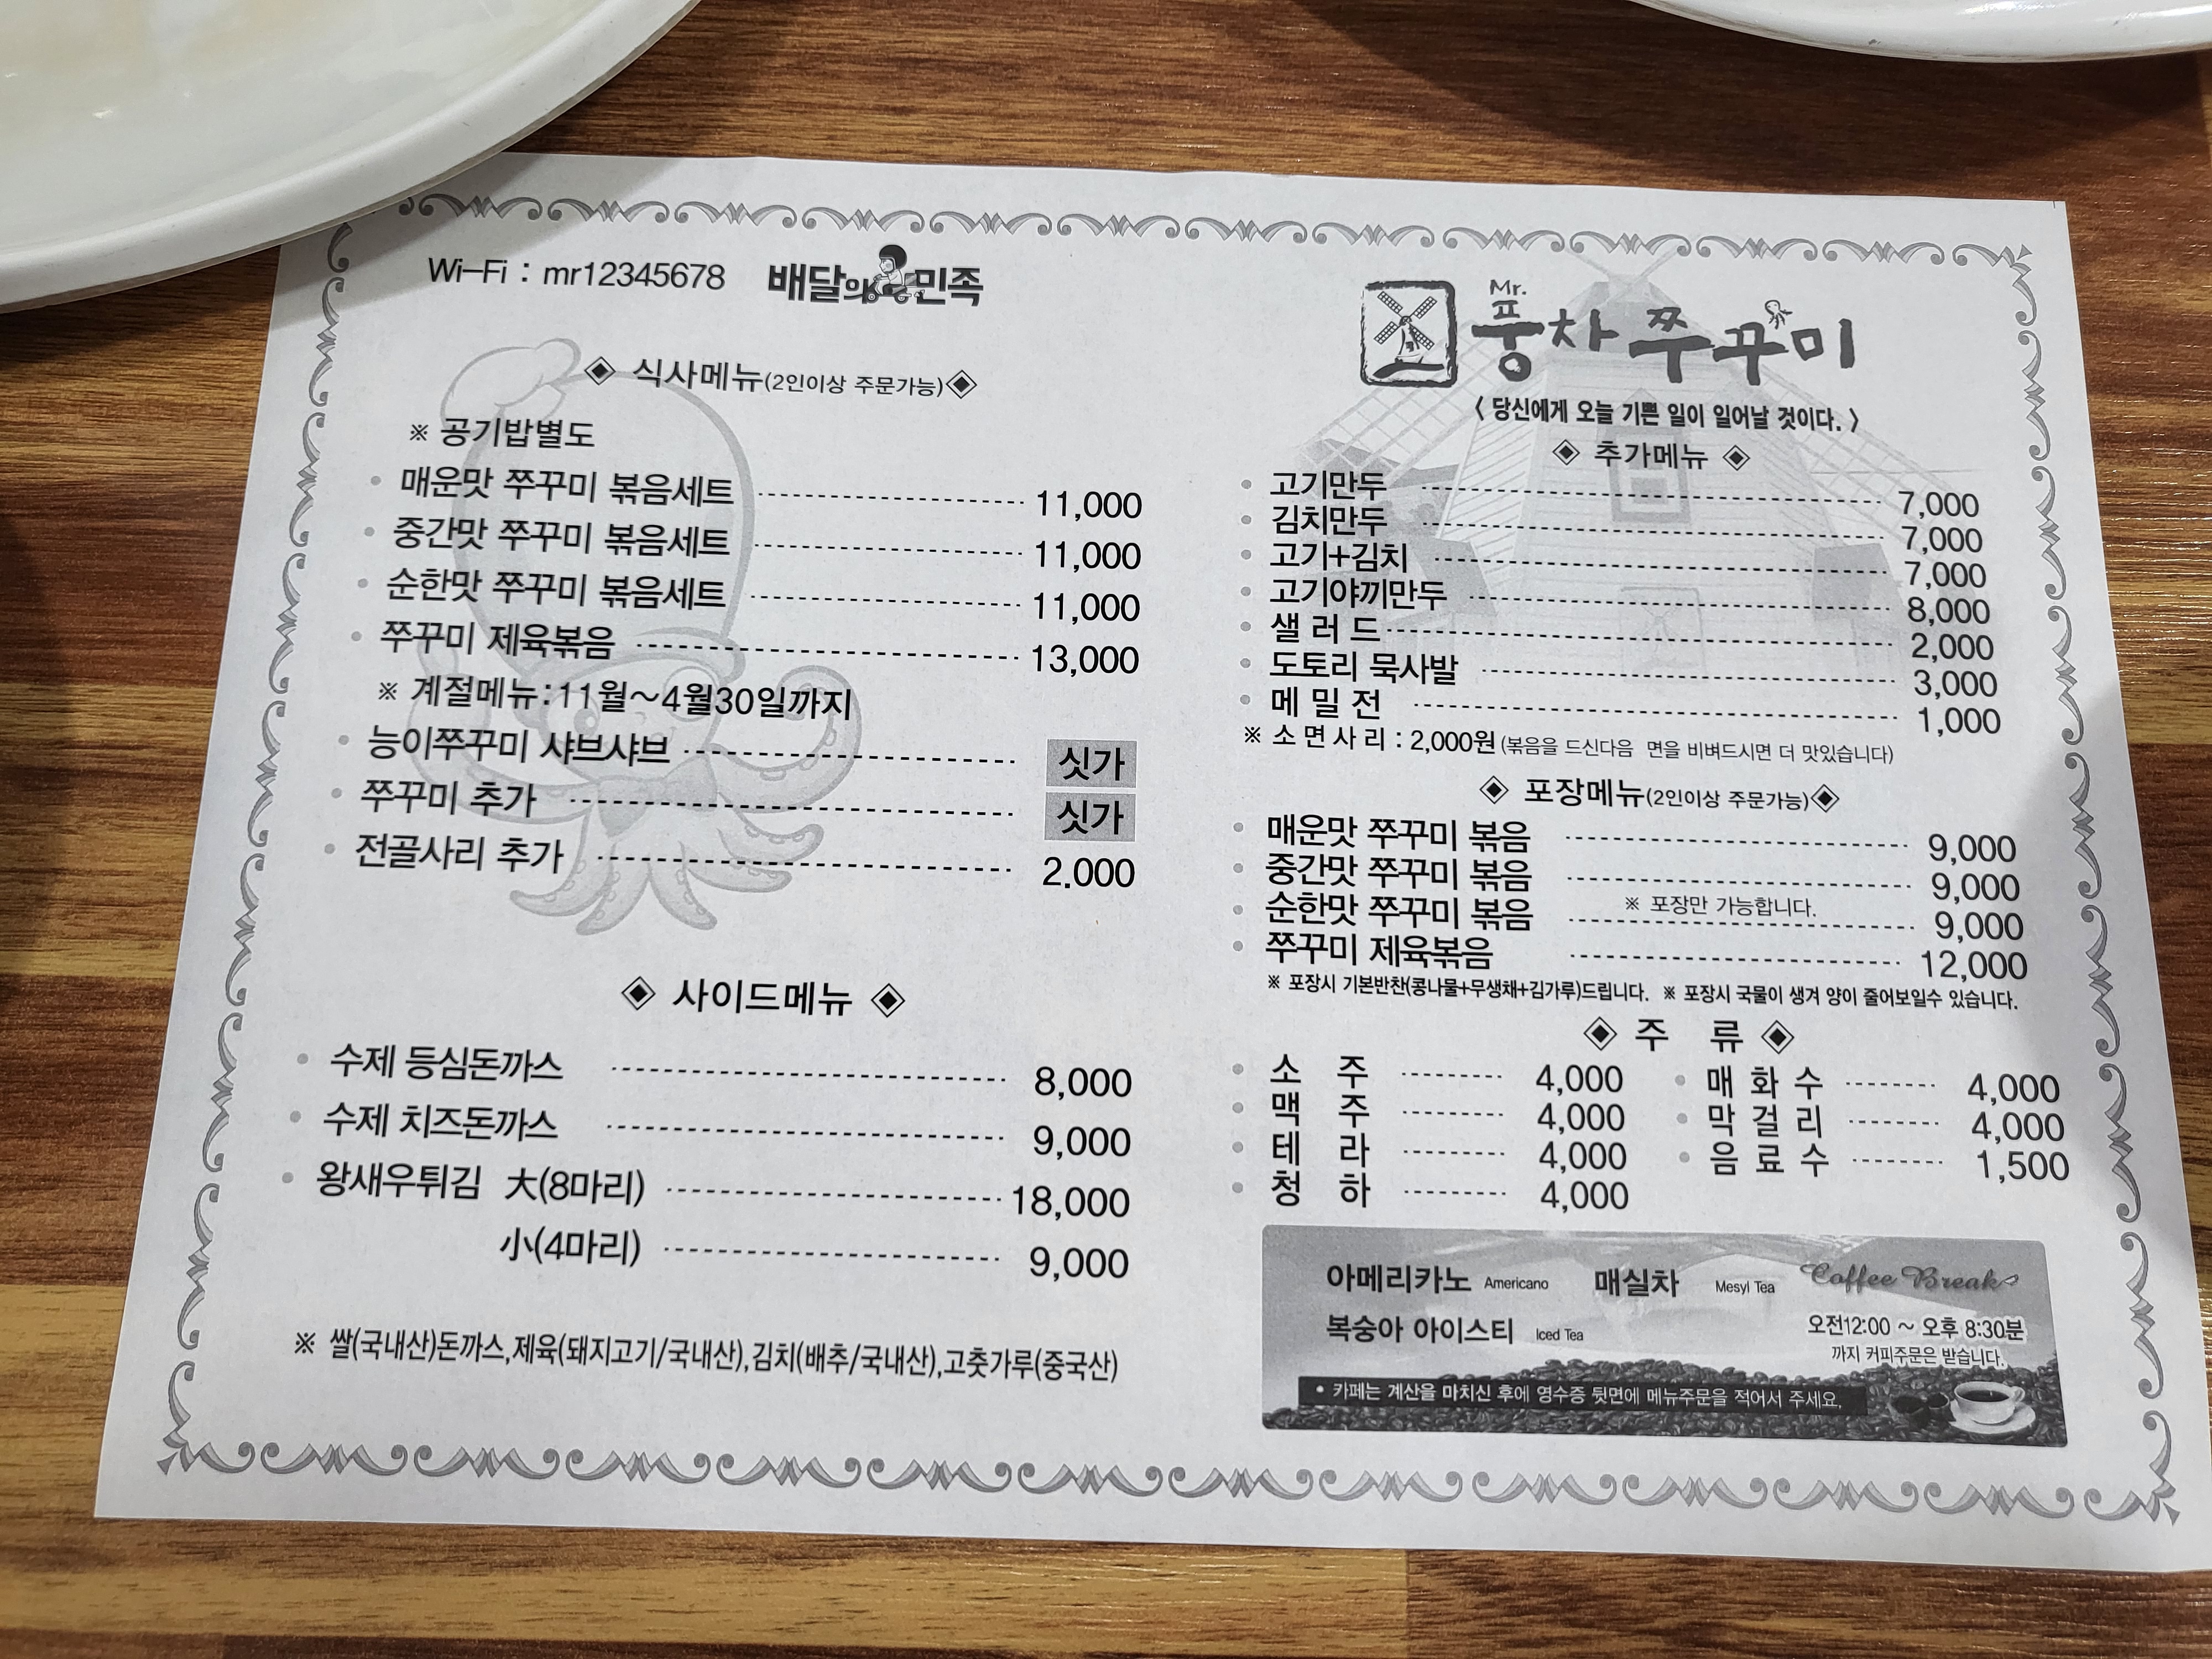 Wi-Fi : mr12345678 배달의민족
◈ 식사메뉴(2인이상 주문가능)◈
※ 공기밥별도
• 매운맛 쭈꾸미 볶음세트 11,000
• 중간맛 쭈꾸미 볶음세트 11,000
• 순한맛 쭈꾸미 볶음세트 11,000
• 쭈꾸미 제육볶음 13,000
※ 계절메뉴:11월～4월30일까지
• 능이쭈꾸미 샤브샤브 싯가
• 쭈꾸미 추가 싯가
• 전골사리 추가 2.000
◈ 사이드메뉴 ◈
• 수제 등심돈까스 8,000
• 수제 치즈돈까스 9,000
• 왕새우튀김 大(8마리) 18,000
小(4마리) 9,000
※ 쌀(국내산)돈까스,제육(돼지고기/국내산),김치(배추/국내산),고춧가루(중국산)
Mr.
풍차 쭈꾸미
〈 당신에게 오늘 기쁜 일이 일어날 것이다. 〉
◈ 추가메뉴 ◈
• 고기만두 7,000
• 김치만두 7,000
• 고기+김치 7,000
• 고기야끼만두 8,000
• 샐 러 드 2,000
• 도토리 묵사발 3,000
• 메 밀 전 1,000
※ 소 면 사 리 : 2,000원 (볶음을 드신다음 면을 비벼드시면 더 맛있습니다)
◈ 포장메뉴(2인이상 주문가능)◈
• 매운맛 쭈꾸미 볶음 9,000
• 중간맛 쭈꾸미 볶음 9,000
※ 포장만 가능합니다.
• 순한맛 쭈꾸미 볶음 9,000
• 쭈꾸미 제육볶음 12,000
※ 포장시 기본반찬(콩나물+무생채+김가루)드립니다. ※ 포장시 국물이 생겨 양이 줄어보일수 있습니다.
◈ 주 류 ◈
• 소 주 4,000 • 매 화 수 4,000
• 맥 주 4,000 • 막 걸 리 4,000
• 테 라 4,000 • 음 료 수 1,500
• 청 하 4,000
아메리카노 Americano 매실차 Mesyl Tea Coffee Break
복숭아 아이스티 Iced Tea 오전12:00 ～ 오후 8:30분
까지 커피주문은 받습니다.
• 카페는 계산을 마치신 후에 영수증 뒷면에 메뉴주문을 적어서 주세요.